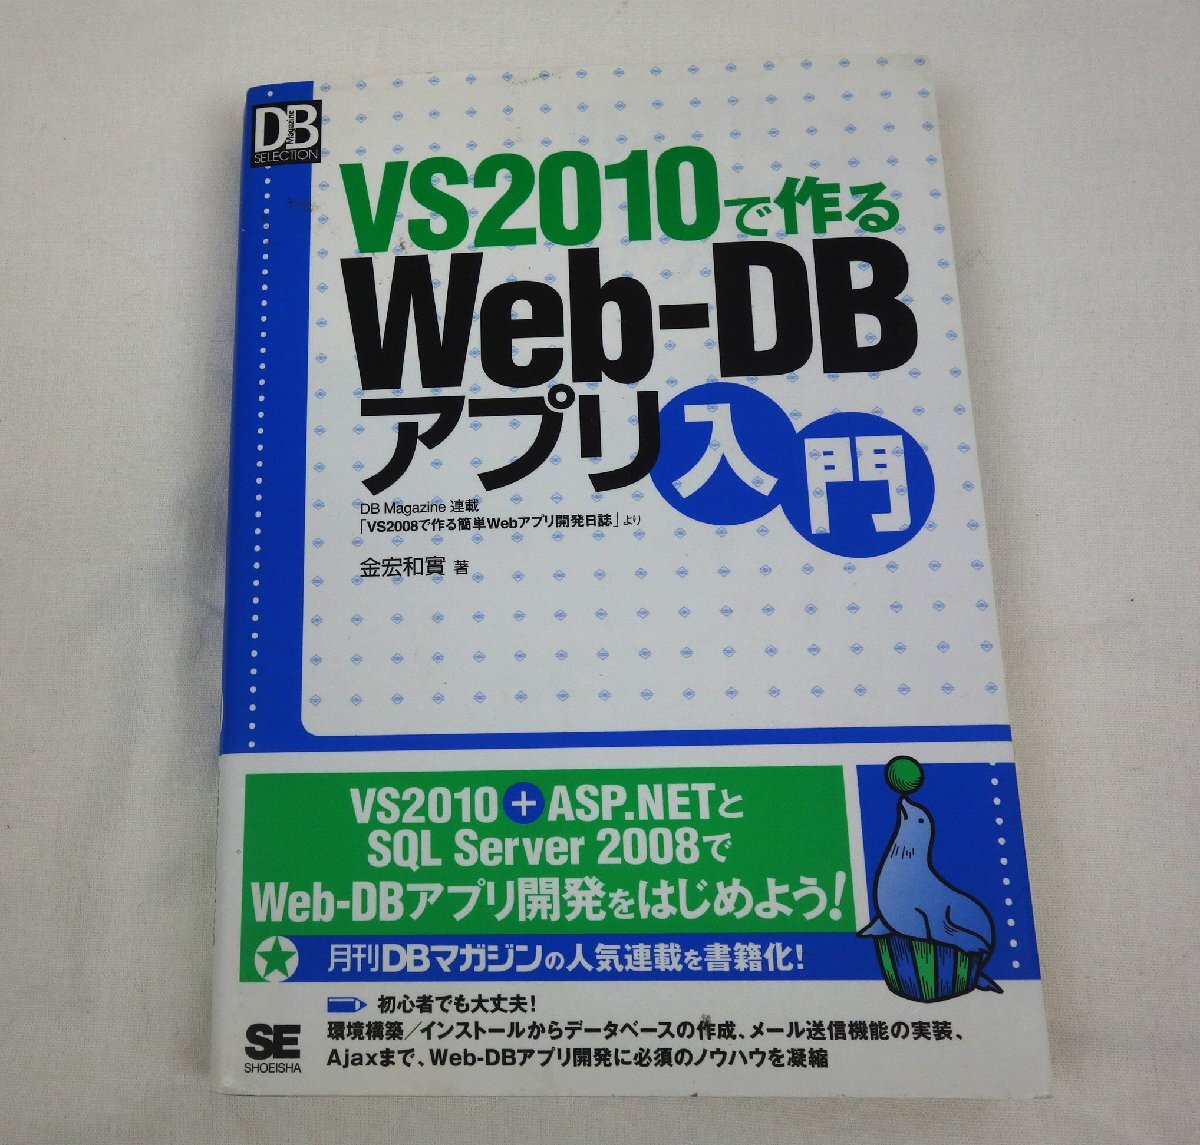 DB
Magazine
SELECTION
VS2010で作る
Web-DB
アプリ入門
DB Magazine 連載
「VS2008で作る簡単Webアプリ開発日誌」より
金宏和實 著
VS2010+ASP.NETと
SQL Server 2008で
Web-DBアプリ開発をはじめよう!
月刊DBマガジンの人気連載を書籍化!
初心者でも大丈夫!
環境構築/インストールからデータベースの作成、メール送信機能の実装、
Ajaxまで、Web-DBアプリ開発に必須のノウハウを凝縮
SE
SHOEISHA